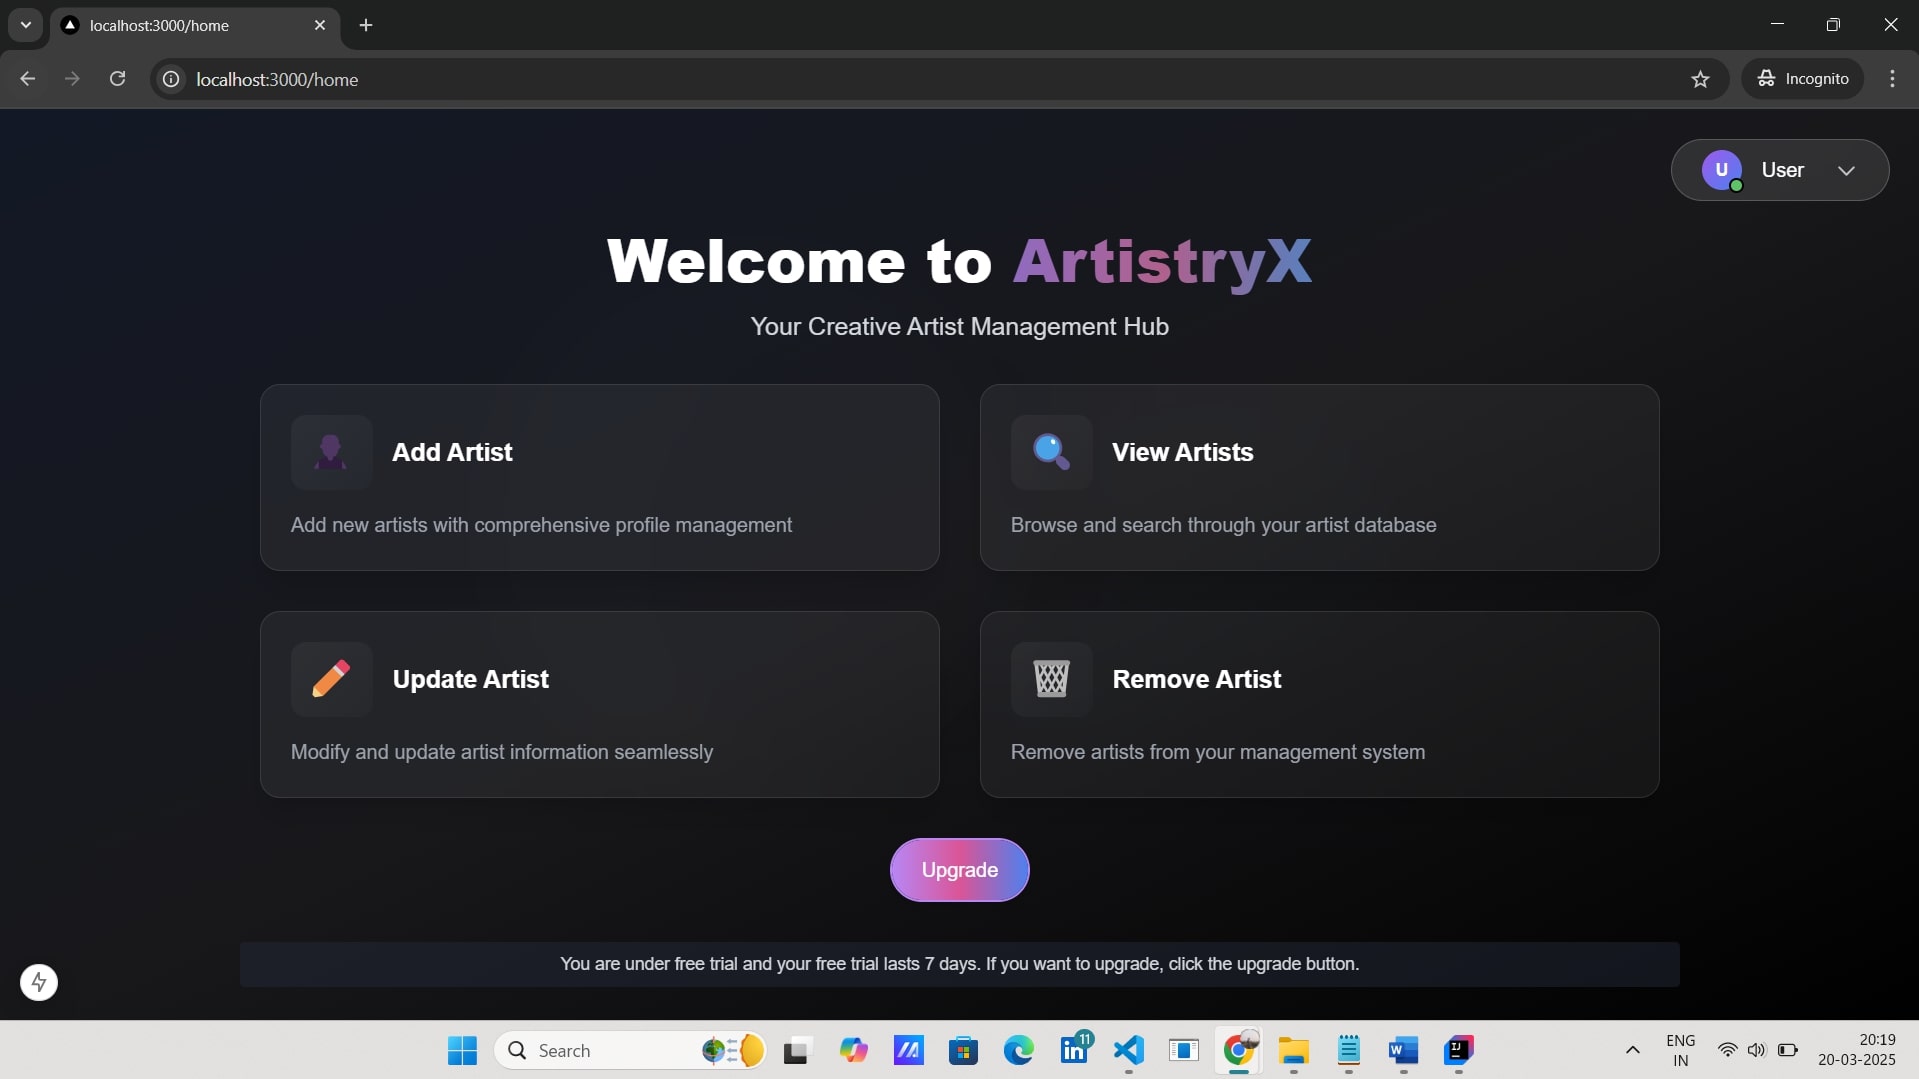 localhost:3000/home
localhost:3000/home
Incognito
U
User
Welcome to ArtistryX
Your Creative Artist Management Hub
Add Artist
Add new artists with comprehensive profile management
View Artists
Browse and search through your artist database
Update Artist
Modify and update artist information seamlessly
Remove Artist
Remove artists from your management system
Upgrade
You are under free trial and your free trial lasts 7 days. If you want to upgrade, click the upgrade button.
Search
in
11
W
IJ
ENG
IN
20:19
20-03-2025